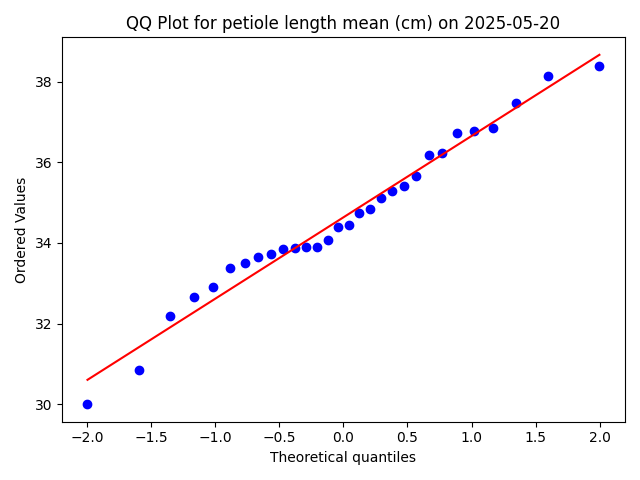 QQ Plot for petiole length mean (cm) on 2025-05-20
Ordered Values
38
36
34
32
30
−2.0 −1.5 −1.0 −0.5 0.0 0.5 1.0 1.5 2.0
Theoretical quantiles